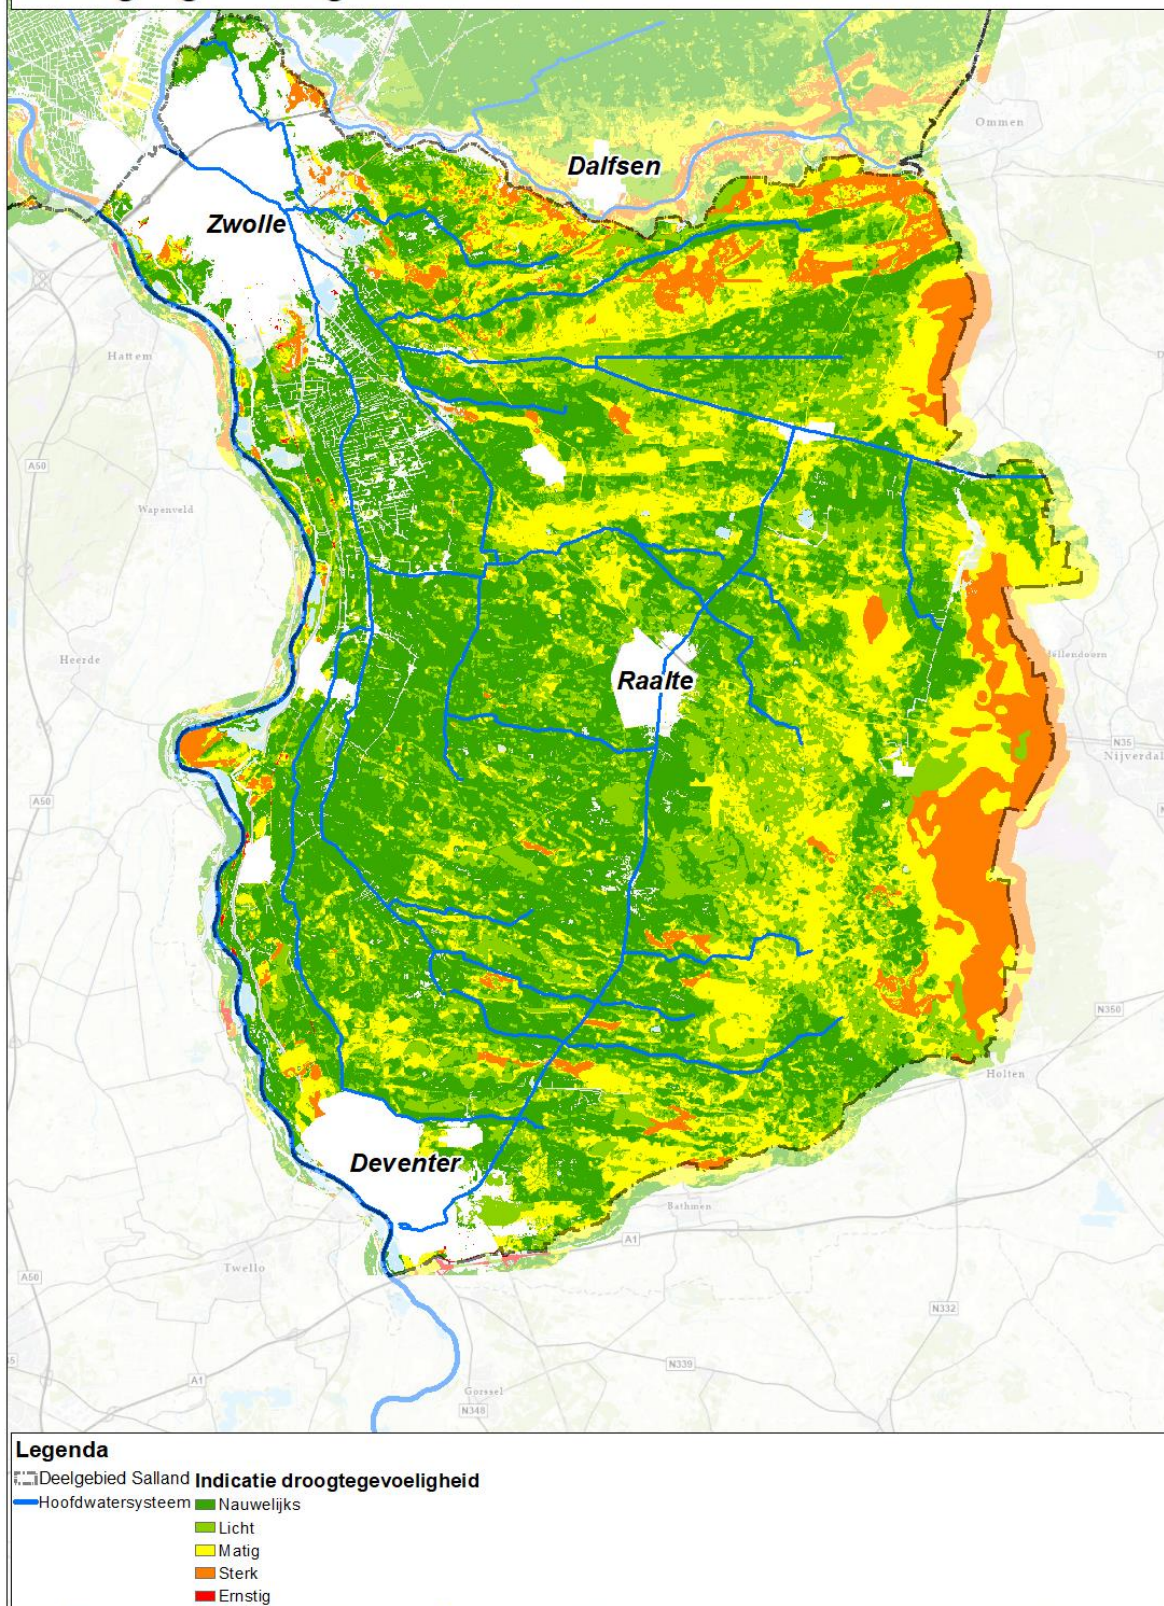 Ommen
Dalfsen
Zwolle
Hattem
A50
Wapenveld
Heerde
Raalte
N35
Nijverdal
A50
N350
Holten
Deventer
Bathmen
A1
Twello
A50
N332
N339
A1
Gorssel
N348
Legenda
Deelgebied Salland
Indicatie droogtegevoeligheid
Hoofdwatersysteem
Nauwelijks
Licht
Matig
Sterk
Ernstig